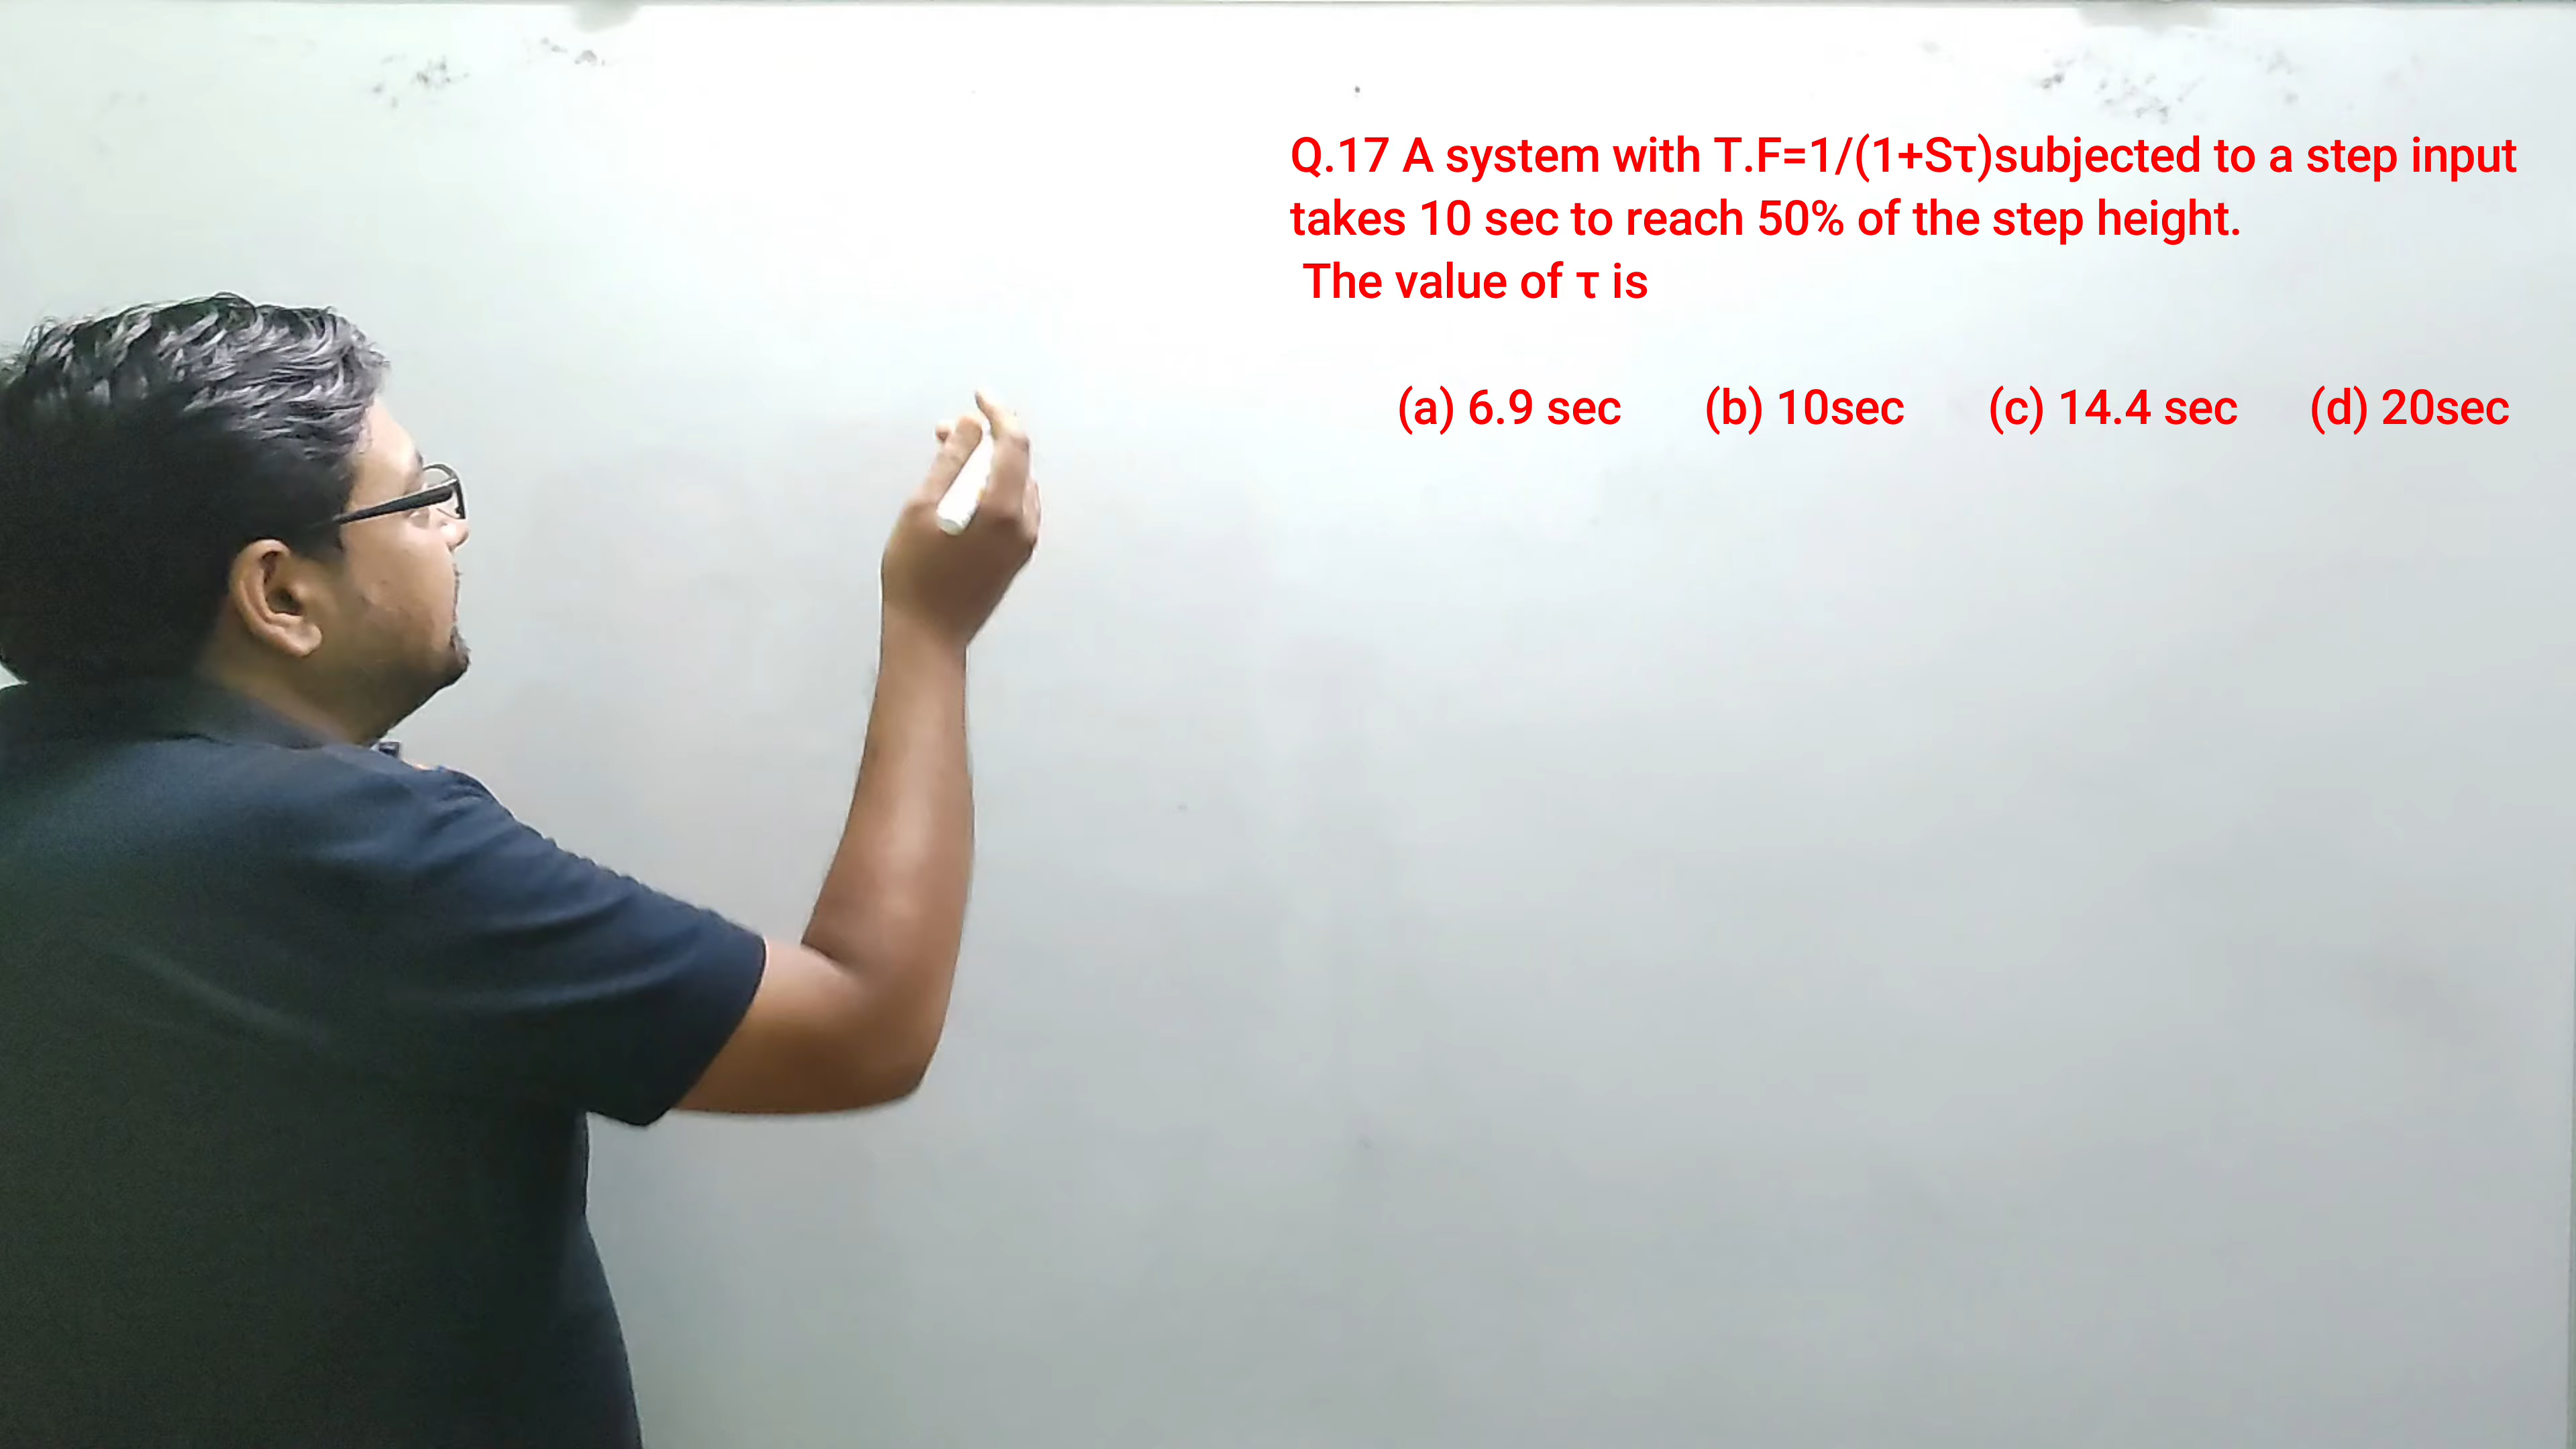 Q.17 A system with T.F=1/(1+Sτ)subjected to a step input
takes 10 sec to reach 50% of the step height.
The value of τ is
(a) 6.9 sec (b) 10sec (c) 14.4 sec (d) 20sec